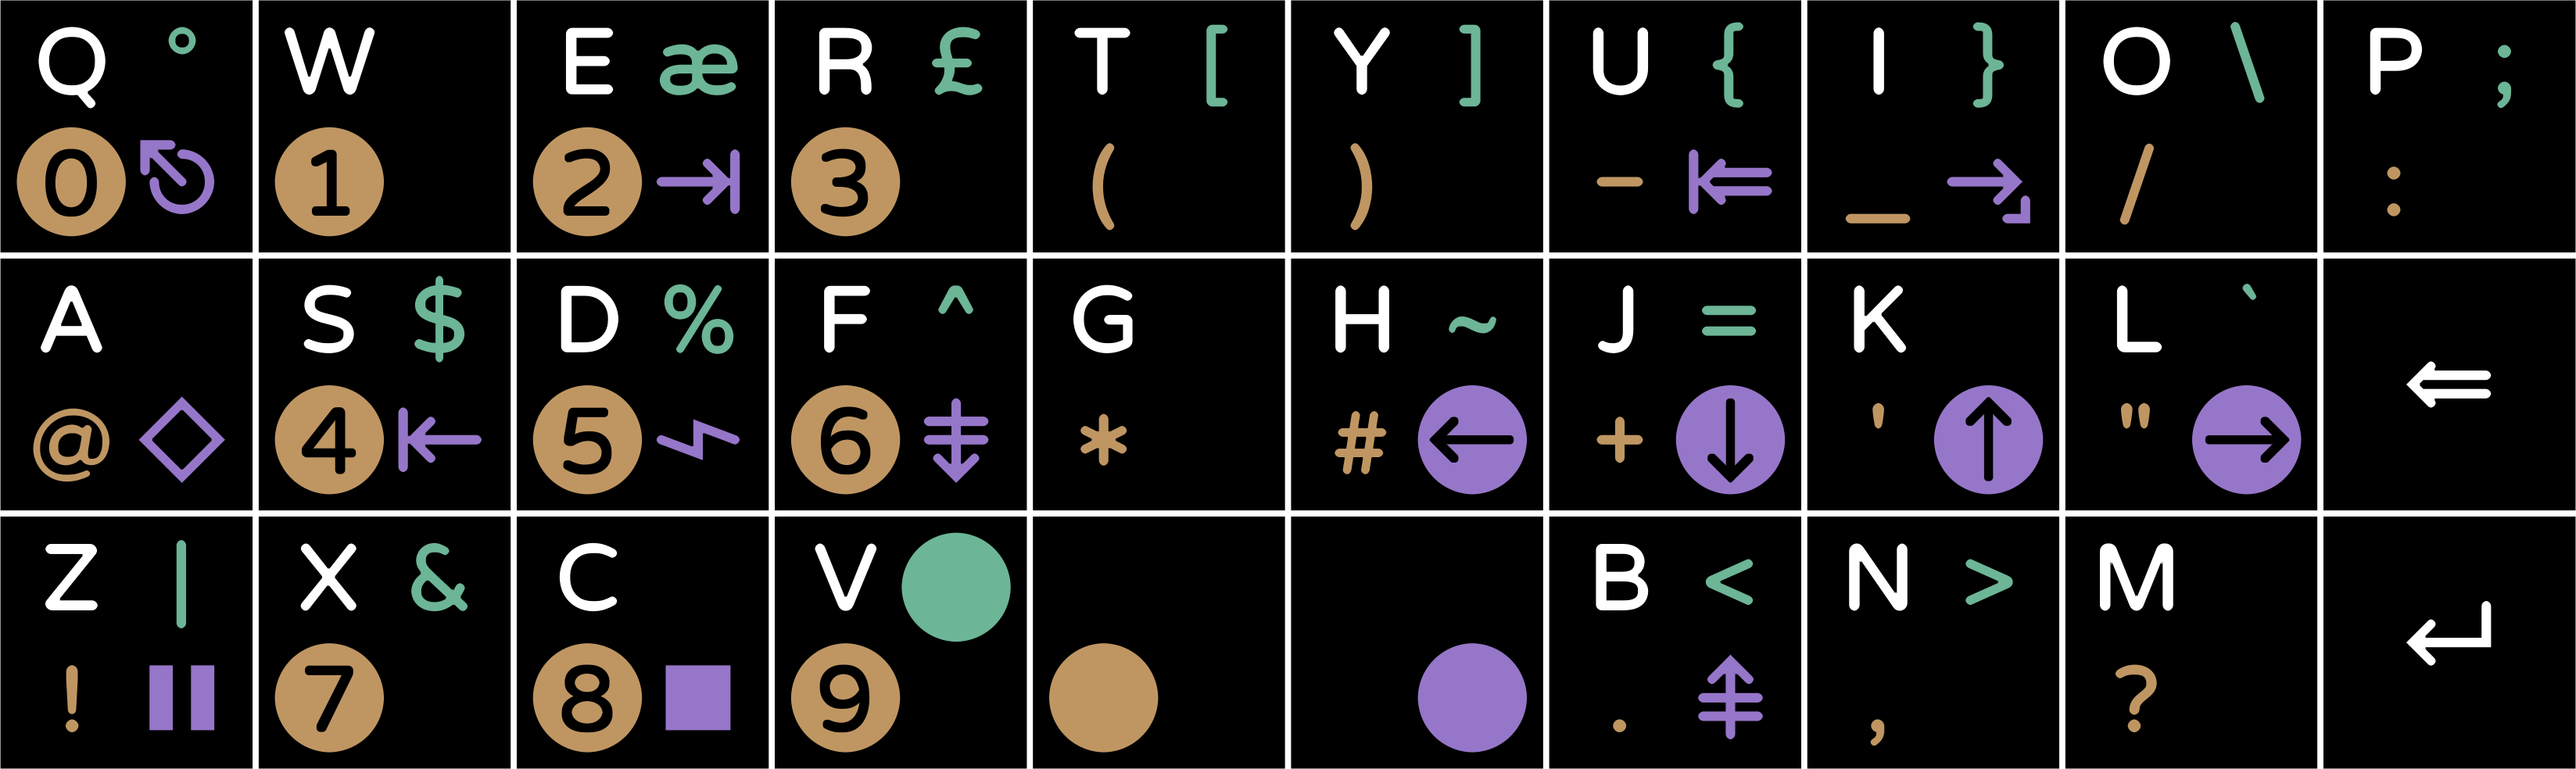 Q ° W E æ R £ T [ Y ] U { I } O \ P ;
0 1 2 ⇥ 3 ( ) - ⇤ _ ⇲ / :
A S $ D % F ^ G H ~ J = K L ` ⇐
@ ◇ 4 ⇤ 5 6 ⇟ * # ← + ↓ ' ↑ " →
Z | X & C V B < N > M ↵
! 7 8 ■ 9 . ⇞ , ?